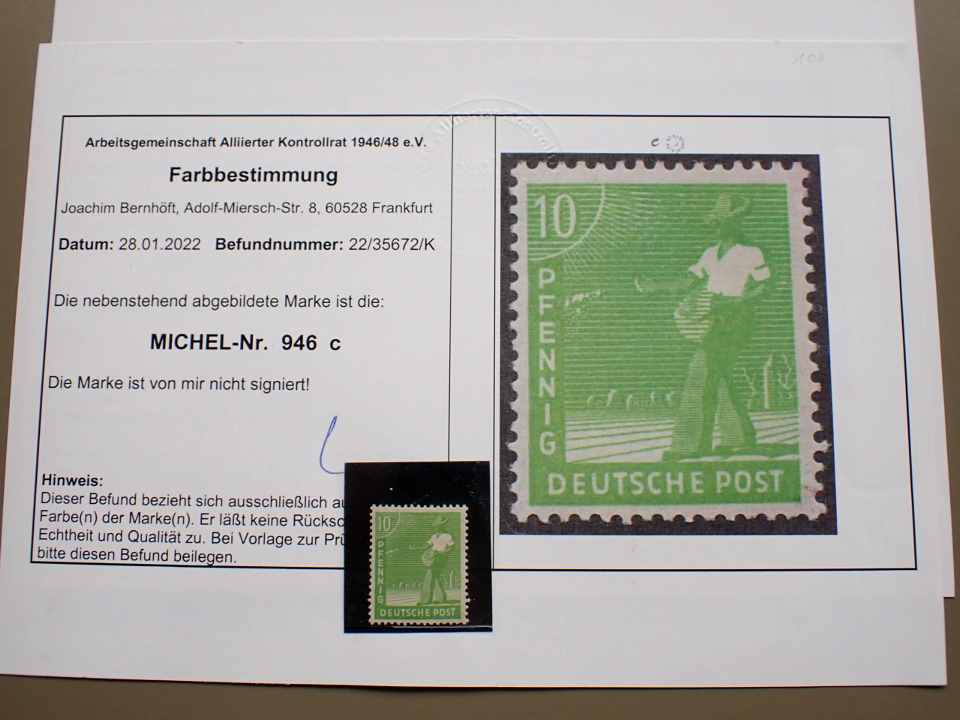 Arbeitsgemeinschaft Alliierter Kontrollrat 1946/48 e.V.
Farbbestimmung
Joachim Bernhöft, Adolf-Miersch-Str. 8, 60528 Frankfurt
Datum: 28.01.2022 Befundnummer: 22/35672/K
Die nebenstehend abgebildete Marke ist die:
MICHEL-Nr. 946 c
Die Marke ist von mir nicht signiert!
Hinweis:
Dieser Befund bezieht sich ausschließlich
Farbe(n) der Marke(n). Er läßt keine
Echtheit und Qualität zu. Bei Vorlage zur
bitte diesen Befund beilegen.
c
10
PFENNIG
DEUTSCHE POST
10
PFENNIG
DEUTSCHE POST